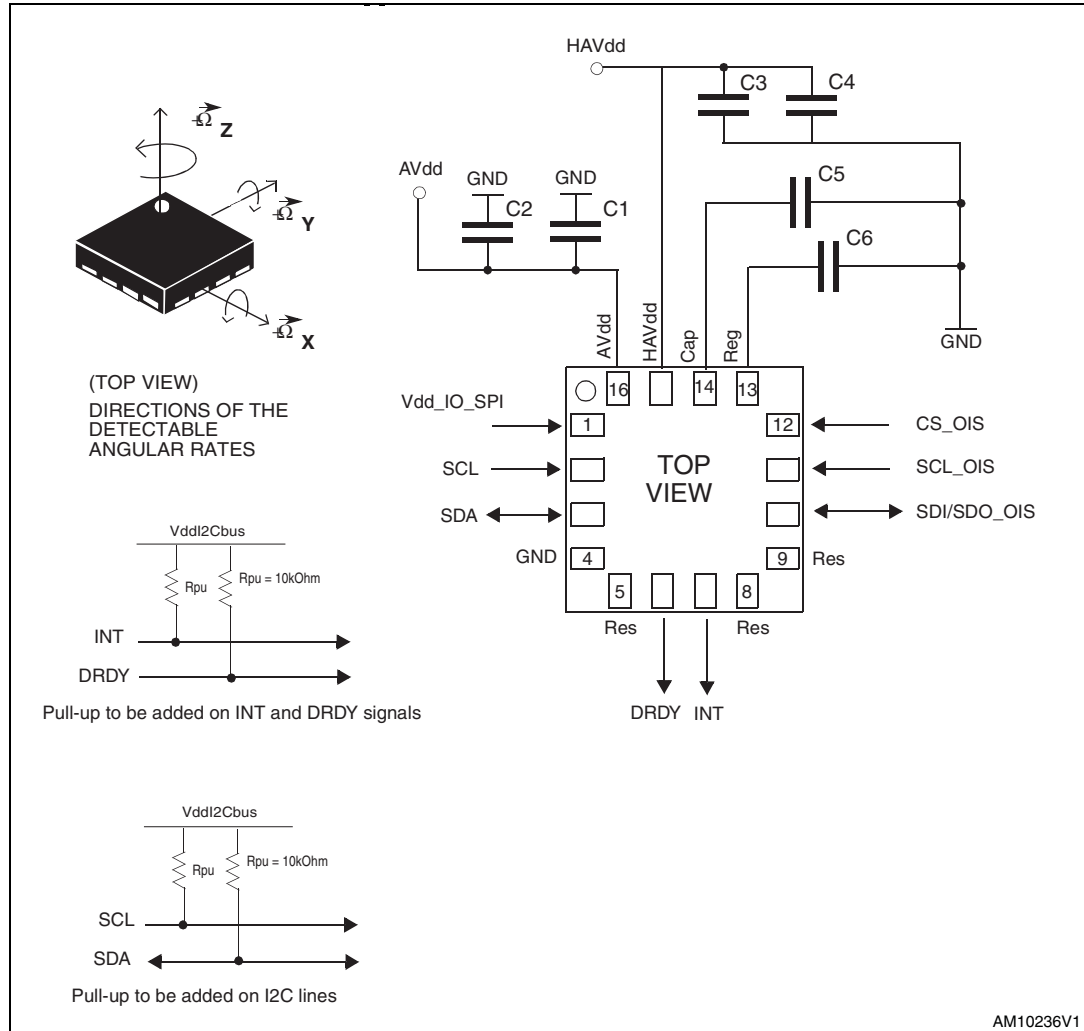 HAVdd
C3
C4
Ω Z
Ω Y
Ω X
AVdd
GND
C2
GND
C1
C5
C6
GND
AVdd
HAVdd
Cap
Reg
(TOP VIEW)
DIRECTIONS OF THE
DETECTABLE
ANGULAR RATES
16
14
13
Vdd_IO_SPI
1
12
CS_OIS
SCL
TOP
VIEW
SCL_OIS
SDA
SDI/SDO_OIS
GND
4
9
Res
5
8
Res
Res
DRDY
INT
VddI2Cbus
Rpu
Rpu = 10kOhm
INT
DRDY
Pull-up to be added on INT and DRDY signals
VddI2Cbus
Rpu
Rpu = 10kOhm
SCL
SDA
Pull-up to be added on I2C lines
AM10236V1